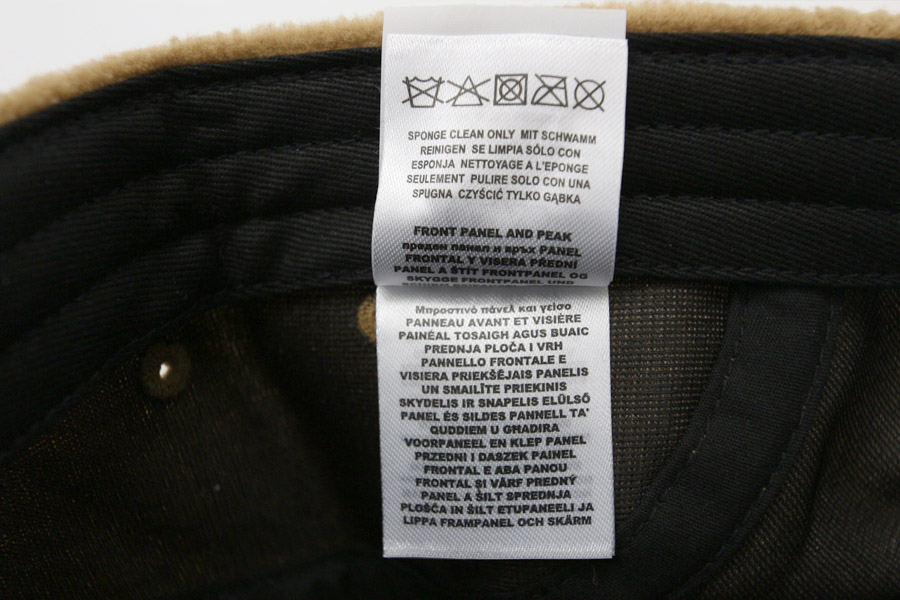 SPONGE CLEAN ONLY MIT SCHWAMM
REINIGEN SE LIMPIA SÓLO CON
ESPONJA NETTOYAGE A L'EPONGE
SEULEMENT PULIRE SOLO CON UNA
SPUGNA CZYŚCIĆ TYLKO GĄBKA
FRONT PANEL AND PEAK
преден панел и връх PANEL
FRONTAL Y VISERA PŘEDNÍ
PANEL A ŠTÍT FRONTPANEL OG
SKYGGE FRONTPANEL UND
Μπροστινό πάνελ και γείσο
PANNEAU AVANT ET VISIÈRE
PAINÉAL TOSAIGH AGUS BUAIC
PREDNJA PLOČA I VRH
PANNELLO FRONTALE E
VISIERA PRIEKŠĒJAIS PANELIS
UN SMAILĪTE PRIEKINIS
SKYDELIS IR SNAPELIS ELÜLSŐ
PANEL ÉS SILDES PANNELL TA'
QUDDIEM U GĦADIRA
VOORPANEEL EN KLEP PANEL
PRZEDNI I DASZEK PAINEL
FRONTAL E ABA PANOU
FRONTAL ŞI VÂRF PREDNÝ
PANEL A ŠILT SPREDNJA
PLOŠČA IN ŠILT ETUPANEELI JA
LIPPA FRAMPANEL OCH SKÄRM